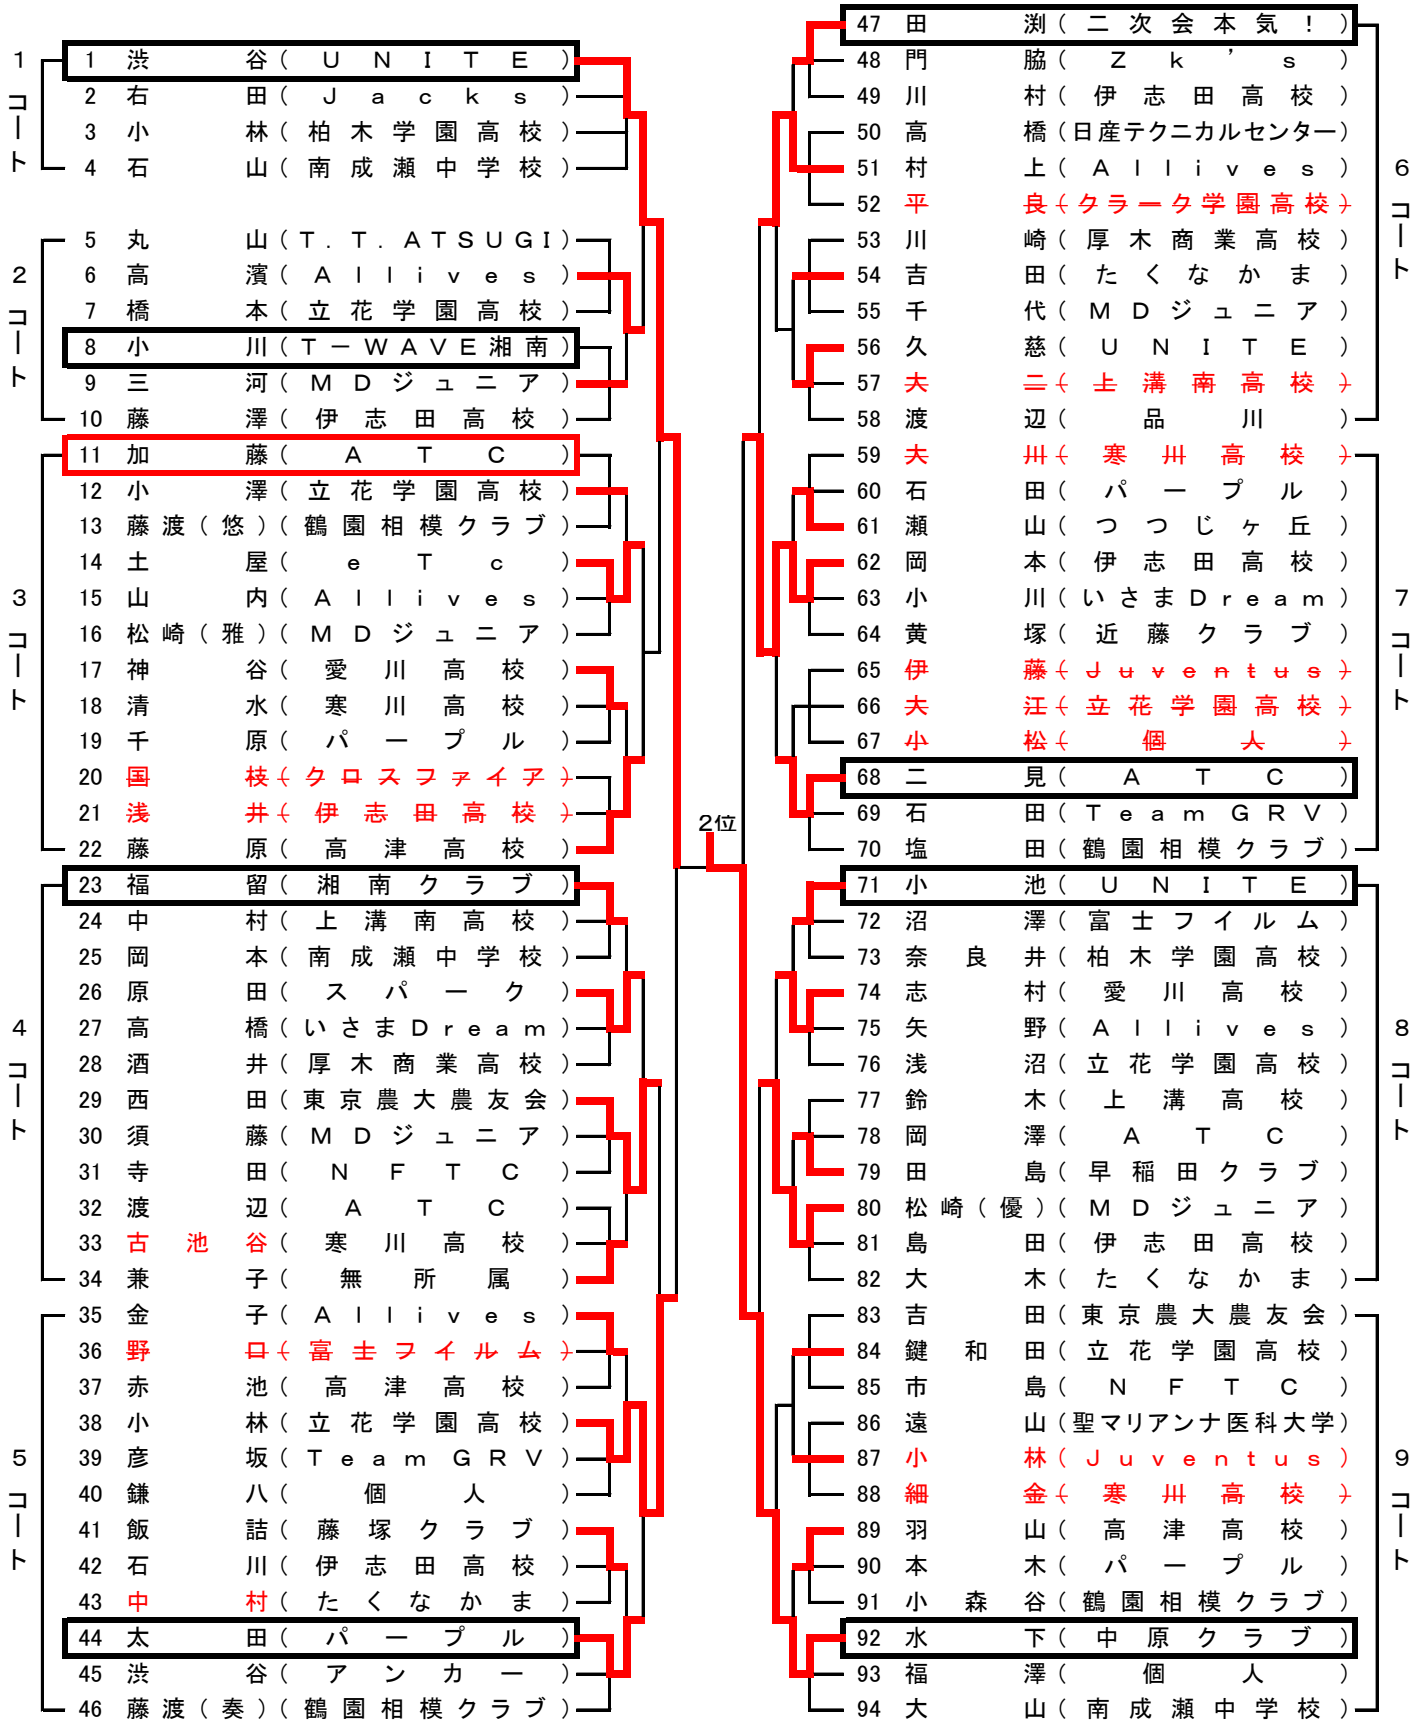 1コート
1 渋谷(UNITE)
2 右田(Jacks)
3 小林(柏木学園高校)
4 石山(南成瀬中学校)
2コート
5 丸山(T.T.ATSUGI)
6 高濱(Allives)
7 橋本(立花学園高校)
8 小川(T-WAVE湘南)
9 三河(MDジュニア)
10 藤澤(伊志田高校)
3コート
11 加藤(ATC)
12 小澤(立花学園高校)
13 藤渡(悠)(鶴園相模クラブ)
14 土屋(eTc)
15 山内(Allives)
16 松崎(雅)(MDジュニア)
17 神谷(愛川高校)
18 清水(寒川高校)
19 千原(パープル)
20 国枝(クロスファイア)
21 浅井(伊志田高校)
22 藤原(高津高校)
4コート
23 福留(湘南クラブ)
24 中村(上溝南高校)
25 岡本(南成瀬中学校)
26 原田(スパーク)
27 高橋(いさまDream)
28 酒井(厚木商業高校)
29 西田(東京農大農友会)
30 須藤(MDジュニア)
31 寺田(NFTC)
32 渡辺(ATC)
33 古池谷(寒川高校)
34 兼子(無所属)
5コート
35 金子(Allives)
36 野口(富士フイルム)
37 赤池(高津高校)
38 小林(立花学園高校)
39 彦坂(TeamGRV)
40 鎌八(個人)
41 飯詰(藤塚クラブ)
42 石川(伊志田高校)
43 中村(たくなかま)
44 太田(パープル)
45 渋谷(アンカー)
46 藤渡(奏)(鶴園相模クラブ)
2位
47 田渕(二次会本気!)
48 門脇(Zk's)
49 川村(伊志田高校)
50 高橋(日産テクニカルセンター)
51 村上(Allives)
52 平良(クラーク学園高校)
53 川崎(厚木商業高校)
54 吉田(たくなかま)
55 千代(MDジュニア)
56 久慈(UNITE)
57 大二(上溝南高校)
58 渡辺(品川)
6コート
59 大川(寒川高校)
60 石田(パープル)
61 瀬山(つつじヶ丘)
62 岡本(伊志田高校)
63 小川(いさまDream)
64 黄塚(近藤クラブ)
65 伊藤(Juventus)
66 大江(立花学園高校)
67 小松(個人)
68 二見(ATC)
69 石田(TeamGRV)
70 塩田(鶴園相模クラブ)
7コート
71 小池(UNITE)
72 沼澤(富士フイルム)
73 奈良井(柏木学園高校)
74 志村(愛川高校)
75 矢野(Allives)
76 浅沼(立花学園高校)
77 鈴木(上溝高校)
78 岡澤(ATC)
79 田島(早稲田クラブ)
80 松崎(優)(MDジュニア)
81 島田(伊志田高校)
82 大木(たくなかま)
8コート
83 吉田(東京農大農友会)
84 鍵和田(立花学園高校)
85 市島(NFTC)
86 遠山(聖マリアンナ医科大学)
87 小林(Juventus)
88 細金(寒川高校)
89 羽山(高津高校)
90 本木(パープル)
91 小森谷(鶴園相模クラブ)
92 水下(中原クラブ)
93 福澤(個人)
94 大山(南成瀬中学校)
9コート